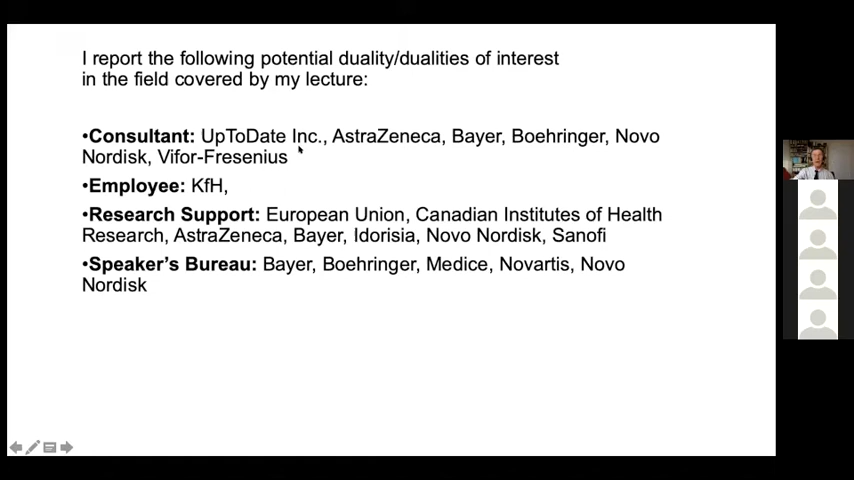 I report the following potential duality/dualities of interest
in the field covered by my lecture:
•Consultant: UpToDate Inc., AstraZeneca, Bayer, Boehringer, Novo
Nordisk, Vifor-Fresenius
•Employee: KfH,
•Research Support: European Union, Canadian Institutes of Health
Research, AstraZeneca, Bayer, Idorisia, Novo Nordisk, Sanofi
•Speaker’s Bureau: Bayer, Boehringer, Medice, Novartis, Novo
Nordisk